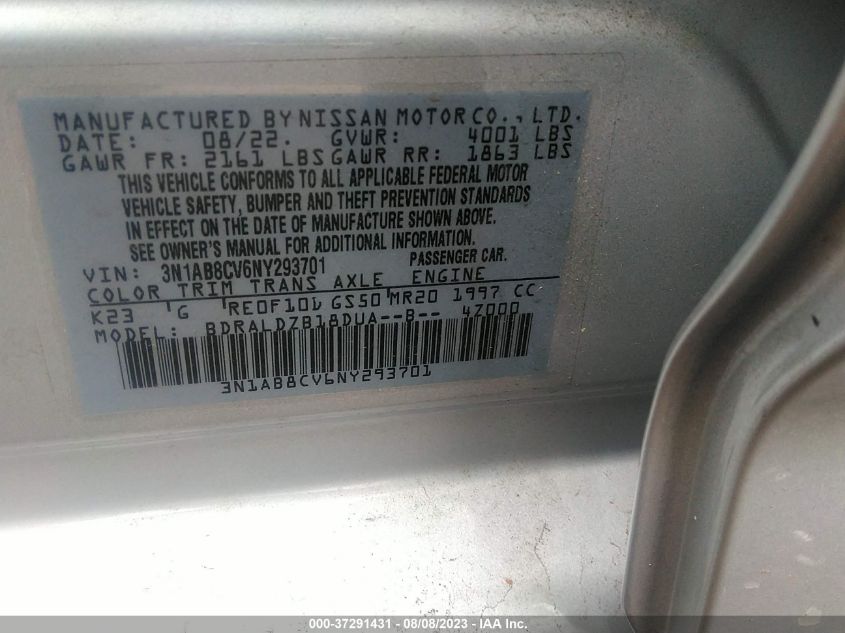 MANUFACTURED BY NISSAN MOTOR CO., LTD.
DATE: 08/22. GVWR: 4001 LBS
GAWR FR: 2161 LBS GAWR RR: 1863 LBS
THIS VEHICLE CONFORMS TO ALL APPLICABLE FEDERAL MOTOR
VEHICLE SAFETY, BUMPER AND THEFT PREVENTION STANDARDS
IN EFFECT ON THE DATE OF MANUFACTURE SHOWN ABOVE.
SEE OWNER'S MANUAL FOR ADDITIONAL INFORMATION.
VIN: 3N1AB8CV6NY293701 PASSENGER CAR.
COLOR TRIM TRANS AXLE ENGINE
K23 G RE0F10D GS50 MR20 1997 CC
MODEL: BDRALDZB18DUA--B-- 4Z000
3N1AB8CV6NY293701
000-37291431 - 08/08/2023 - IAA Inc.